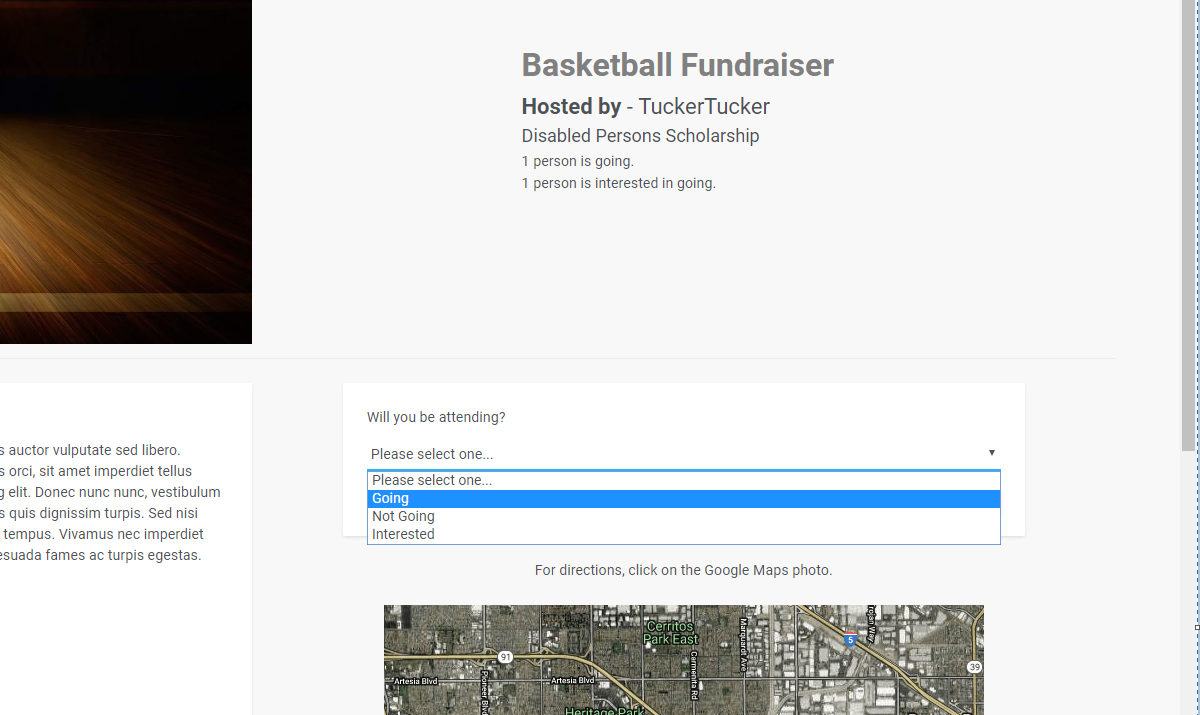 Basketball Fundraiser
Hosted by - TuckerTucker
Disabled Persons Scholarship
1 person is going.
1 person is interested in going.
s auctor vulputate sed libero.
s orci, sit amet imperdiet tellus
g elit. Donec nunc nunc, vestibulum
s quis dignissim turpis. Sed nisi
tempus. Vivamus nec imperdiet
esuada fames ac turpis egestas.
Will you be attending?
Please select one...
Please select one...
Going
Not Going
Interested
For directions, click on the Google Maps photo.
Cerritos
Park East
Marquardt Ave
Trojan Way
5
91
39
Carmenita Rd
Artesia Blvd
Artesia Blvd
Pioneer Blvd
Heritage Park